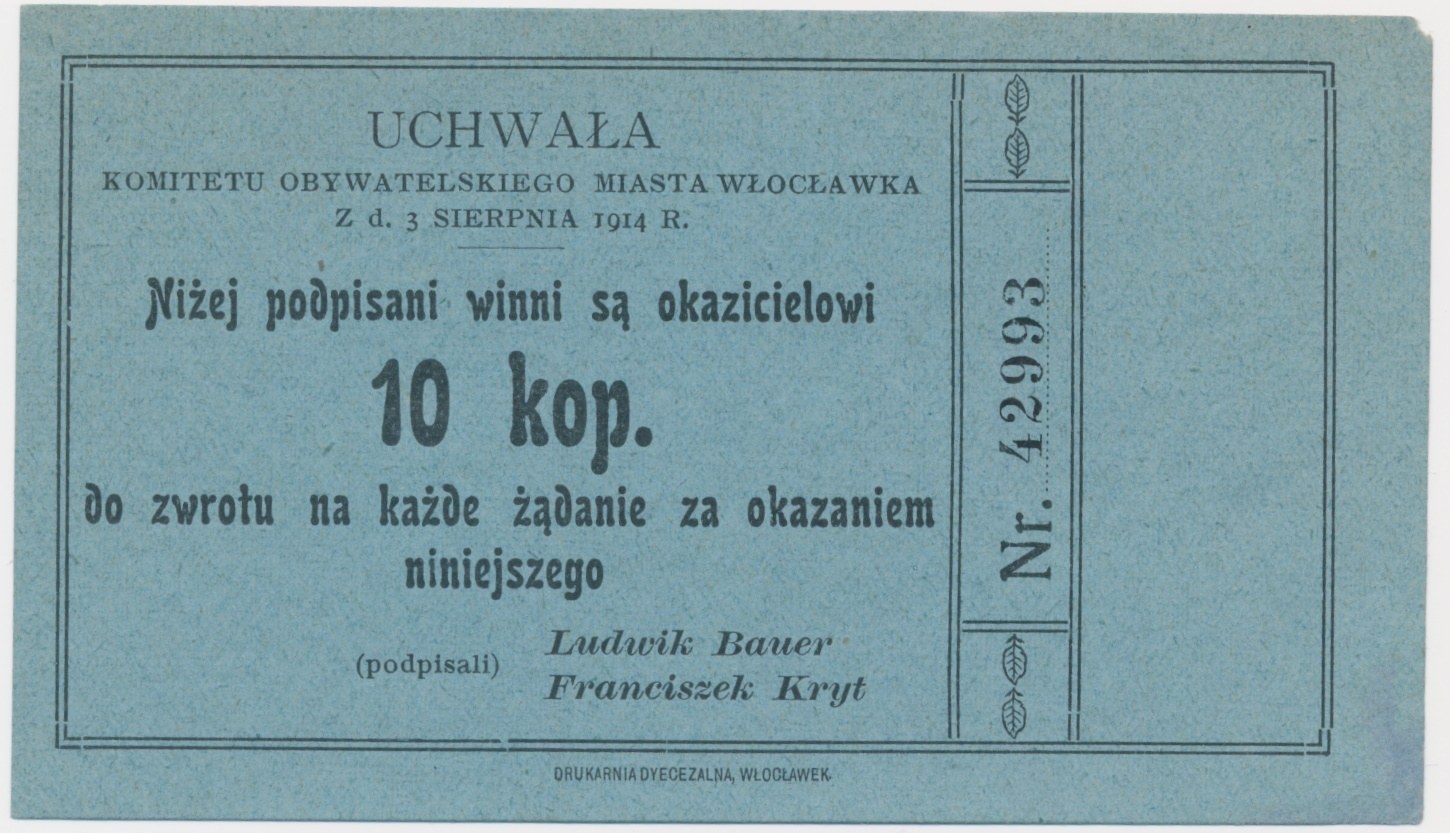 UCHWAŁA
KOMITETU OBYWATELSKIEGO MIASTA WŁOCŁAWKA
Z d. 3 SIERPNIA 1914 R.
Niżej podpisani winni są okazicielowi
10 kop.
do zwrotu na każde żądanie za okazaniem
niniejszego
(podpisali) Ludwik Bauer
Franciszek Kryt
Nr. 42993
DRUKARNIA DYECEZALNA, WŁOCŁAWEK.